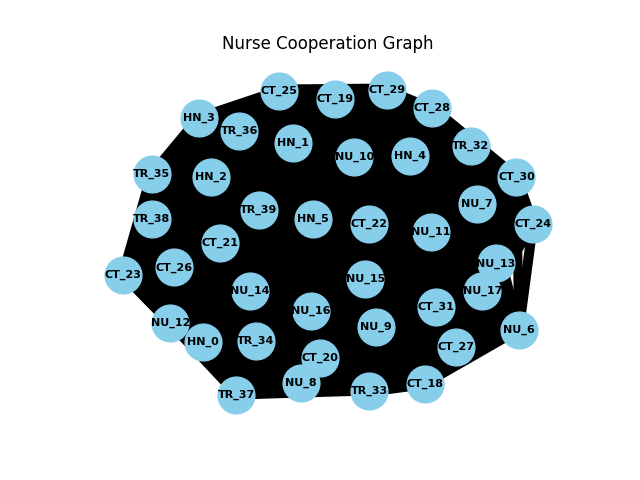 Nurse Cooperation Graph
CT_25
CT_29
CT_19
CT_28
HN_3
TR_36
HN_1
TR_32
NU_10
HN_4
TR_35
HN_2
CT_30
NU_7
TR_39
TR_38
HN_5
CT_22
CT_24
NU_11
CT_21
NU_13
CT_26
CT_23
NU_15
NU_14
NU_17
CT_31
NU_16
NU_12
NU_9
NU_6
HN_0
TR_34
CT_27
CT_20
NU_8
CT_18
TR_33
TR_37